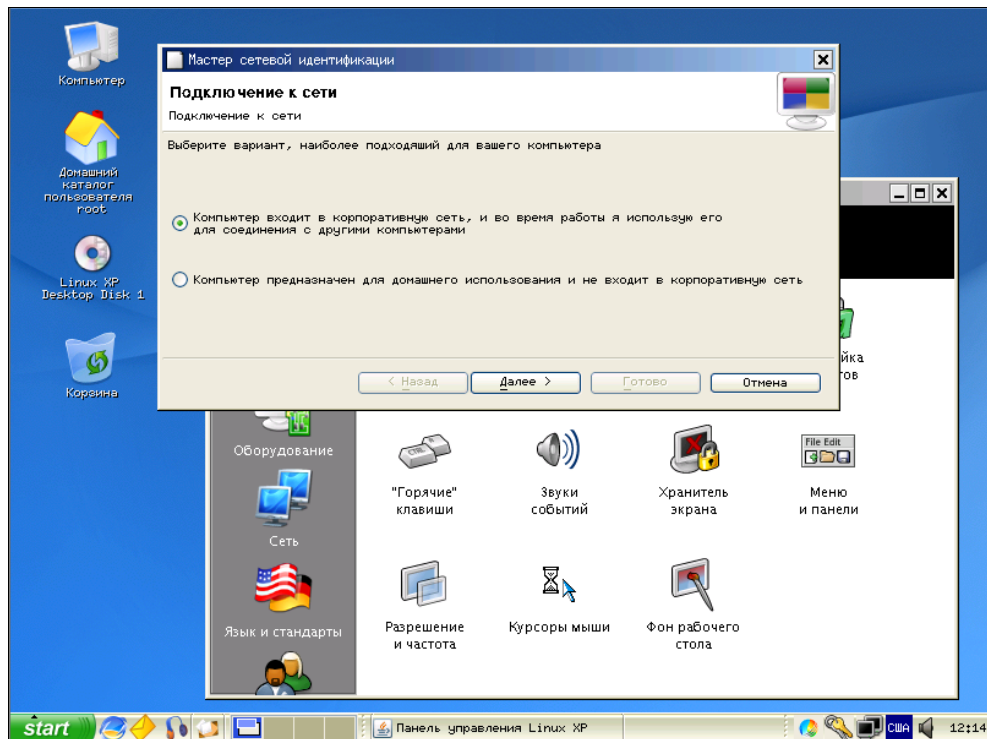 Компьютер
Домашний
каталог
пользователя
root
Linux XP
Desktop Disk 1
Корзина
Мастер сетевой идентификации
Подключение к сети
Подключение к сети
Выберите вариант, наиболее подходящий для вашего компьютера
Компьютер входит в корпоративную сеть, и во время работы я использую его
для соединения с другими компьютерами
Компьютер предназначен для домашнего использования и не входит в корпоративную сеть
< Назад
Далее >
Готово
Отмена
Оборудование
Сеть
Язык и стандарты
"Горячие"
клавиши
Звуки
событий
Хранитель
экрана
File Edit
Меню
и панели
Разрешение
и частота
Курсоры мыши
Фон рабочего
стола
start
Панель управления Linux XP
США
12:14